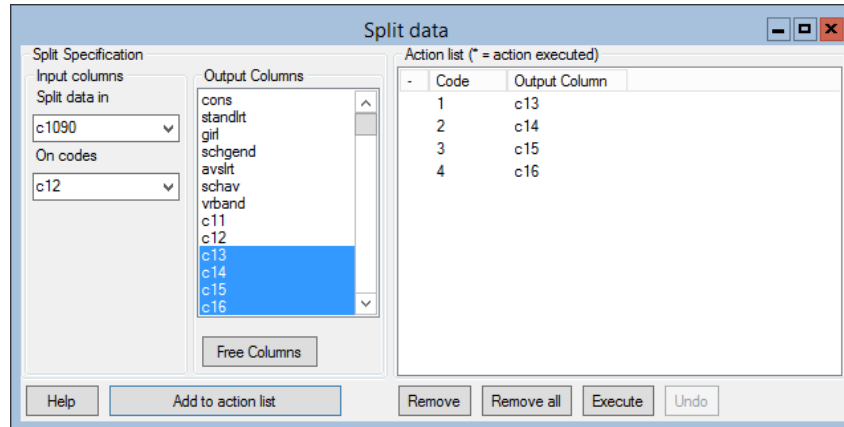 Split data
Split Specification
Input columns
Split data in
c1090
On codes
c12
Output Columns
cons
standlrt
girl
schgend
avslrt
schav
vrband
c11
c12
c13
c14
c15
c16
Free Columns
Help
Add to action list
Action list (* = action executed)
- Code Output Column
1 c13
2 c14
3 c15
4 c16
Remove
Remove all
Execute
Undo